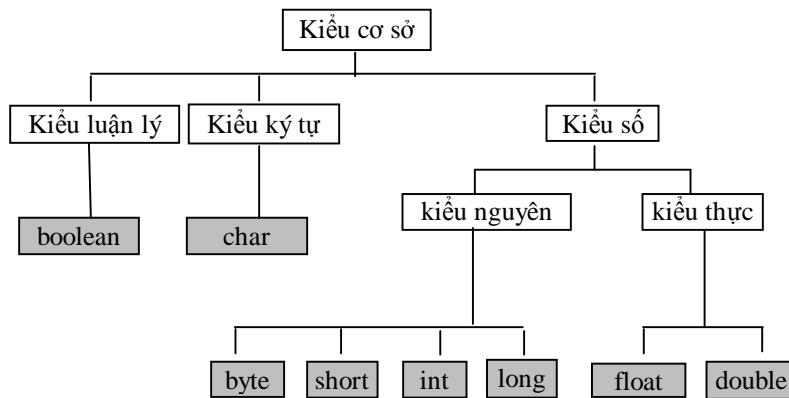 Kiểu cơ sở
Kiểu luận lý
Kiểu ký tự
Kiểu số
kiểu nguyên
kiểu thực
boolean
char
byte
short
int
long
float
double